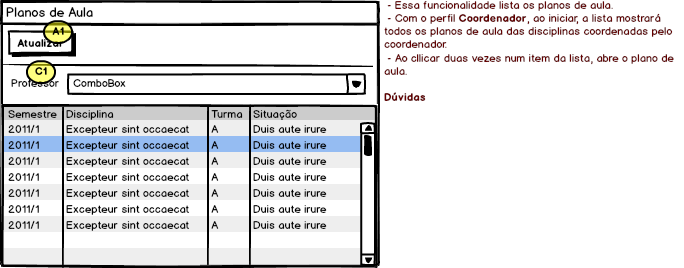 Planos de Aula
A1
Atualizar
C1
Professor ComboBox
Semestre Disciplina Turma Situação
2011/1 Excepteur sint occaecat A Duis aute irure
2011/1 Excepteur sint occaecat A Duis aute irure
2011/1 Excepteur sint occaecat A Duis aute irure
2011/1 Excepteur sint occaecat A Duis aute irure
2011/1 Excepteur sint occaecat A Duis aute irure
2011/1 Excepteur sint occaecat A Duis aute irure
2011/1 Excepteur sint occaecat A Duis aute irure
- Essa funcionalidade lista os planos de aula.
- Com o perfil Coordenador, ao iniciar, a lista mostrará
todos os planos de aula das disciplinas coordenadas pelo
coordenador.
- Ao cllicar duas vezes num item da lista, abre o plano de
aula.
Dúvidas